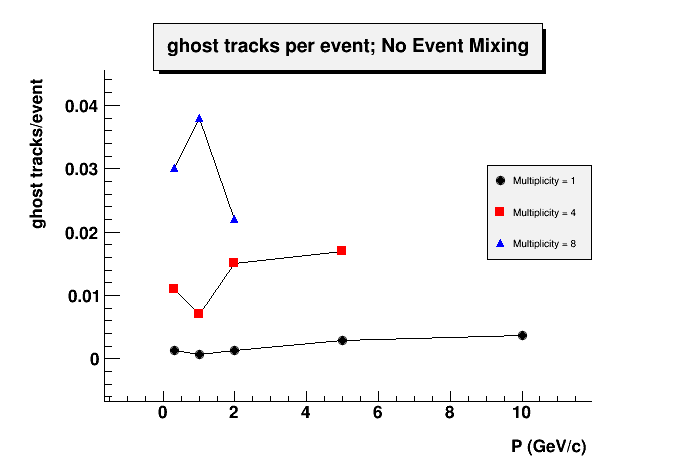 ghost tracks per event; No Event Mixing
ghost tracks/event
0.04
0.03
0.02
0.01
0
Multiplicity = 1
Multiplicity = 4
Multiplicity = 8
0 2 4 6 8 10
P (GeV/c)